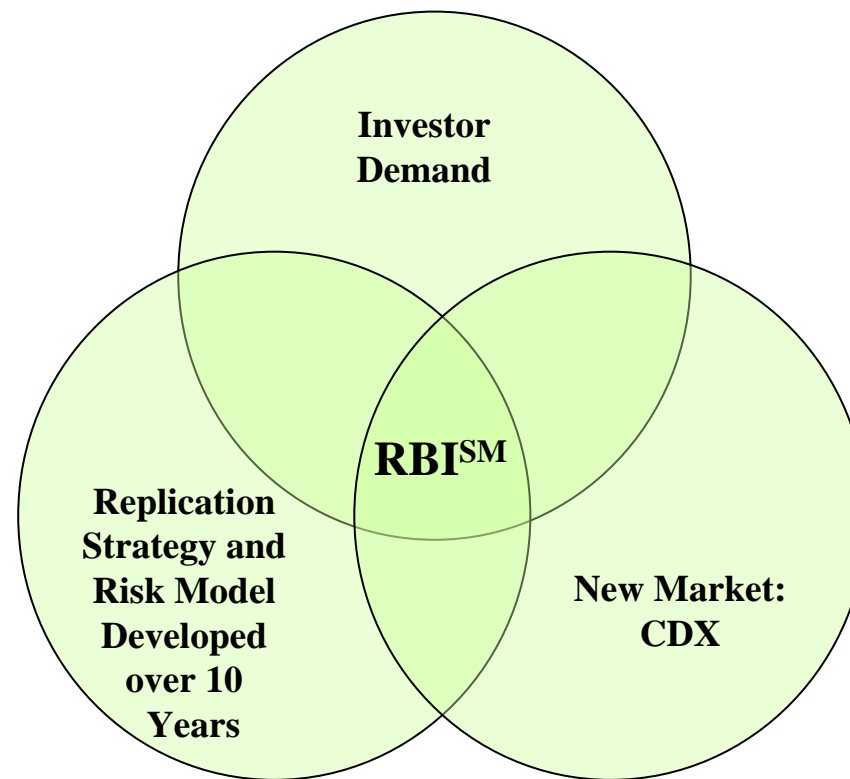 Investor
Demand
RBI℠
Replication
Strategy and
Risk Model
Developed
over 10
Years
New Market:
CDX